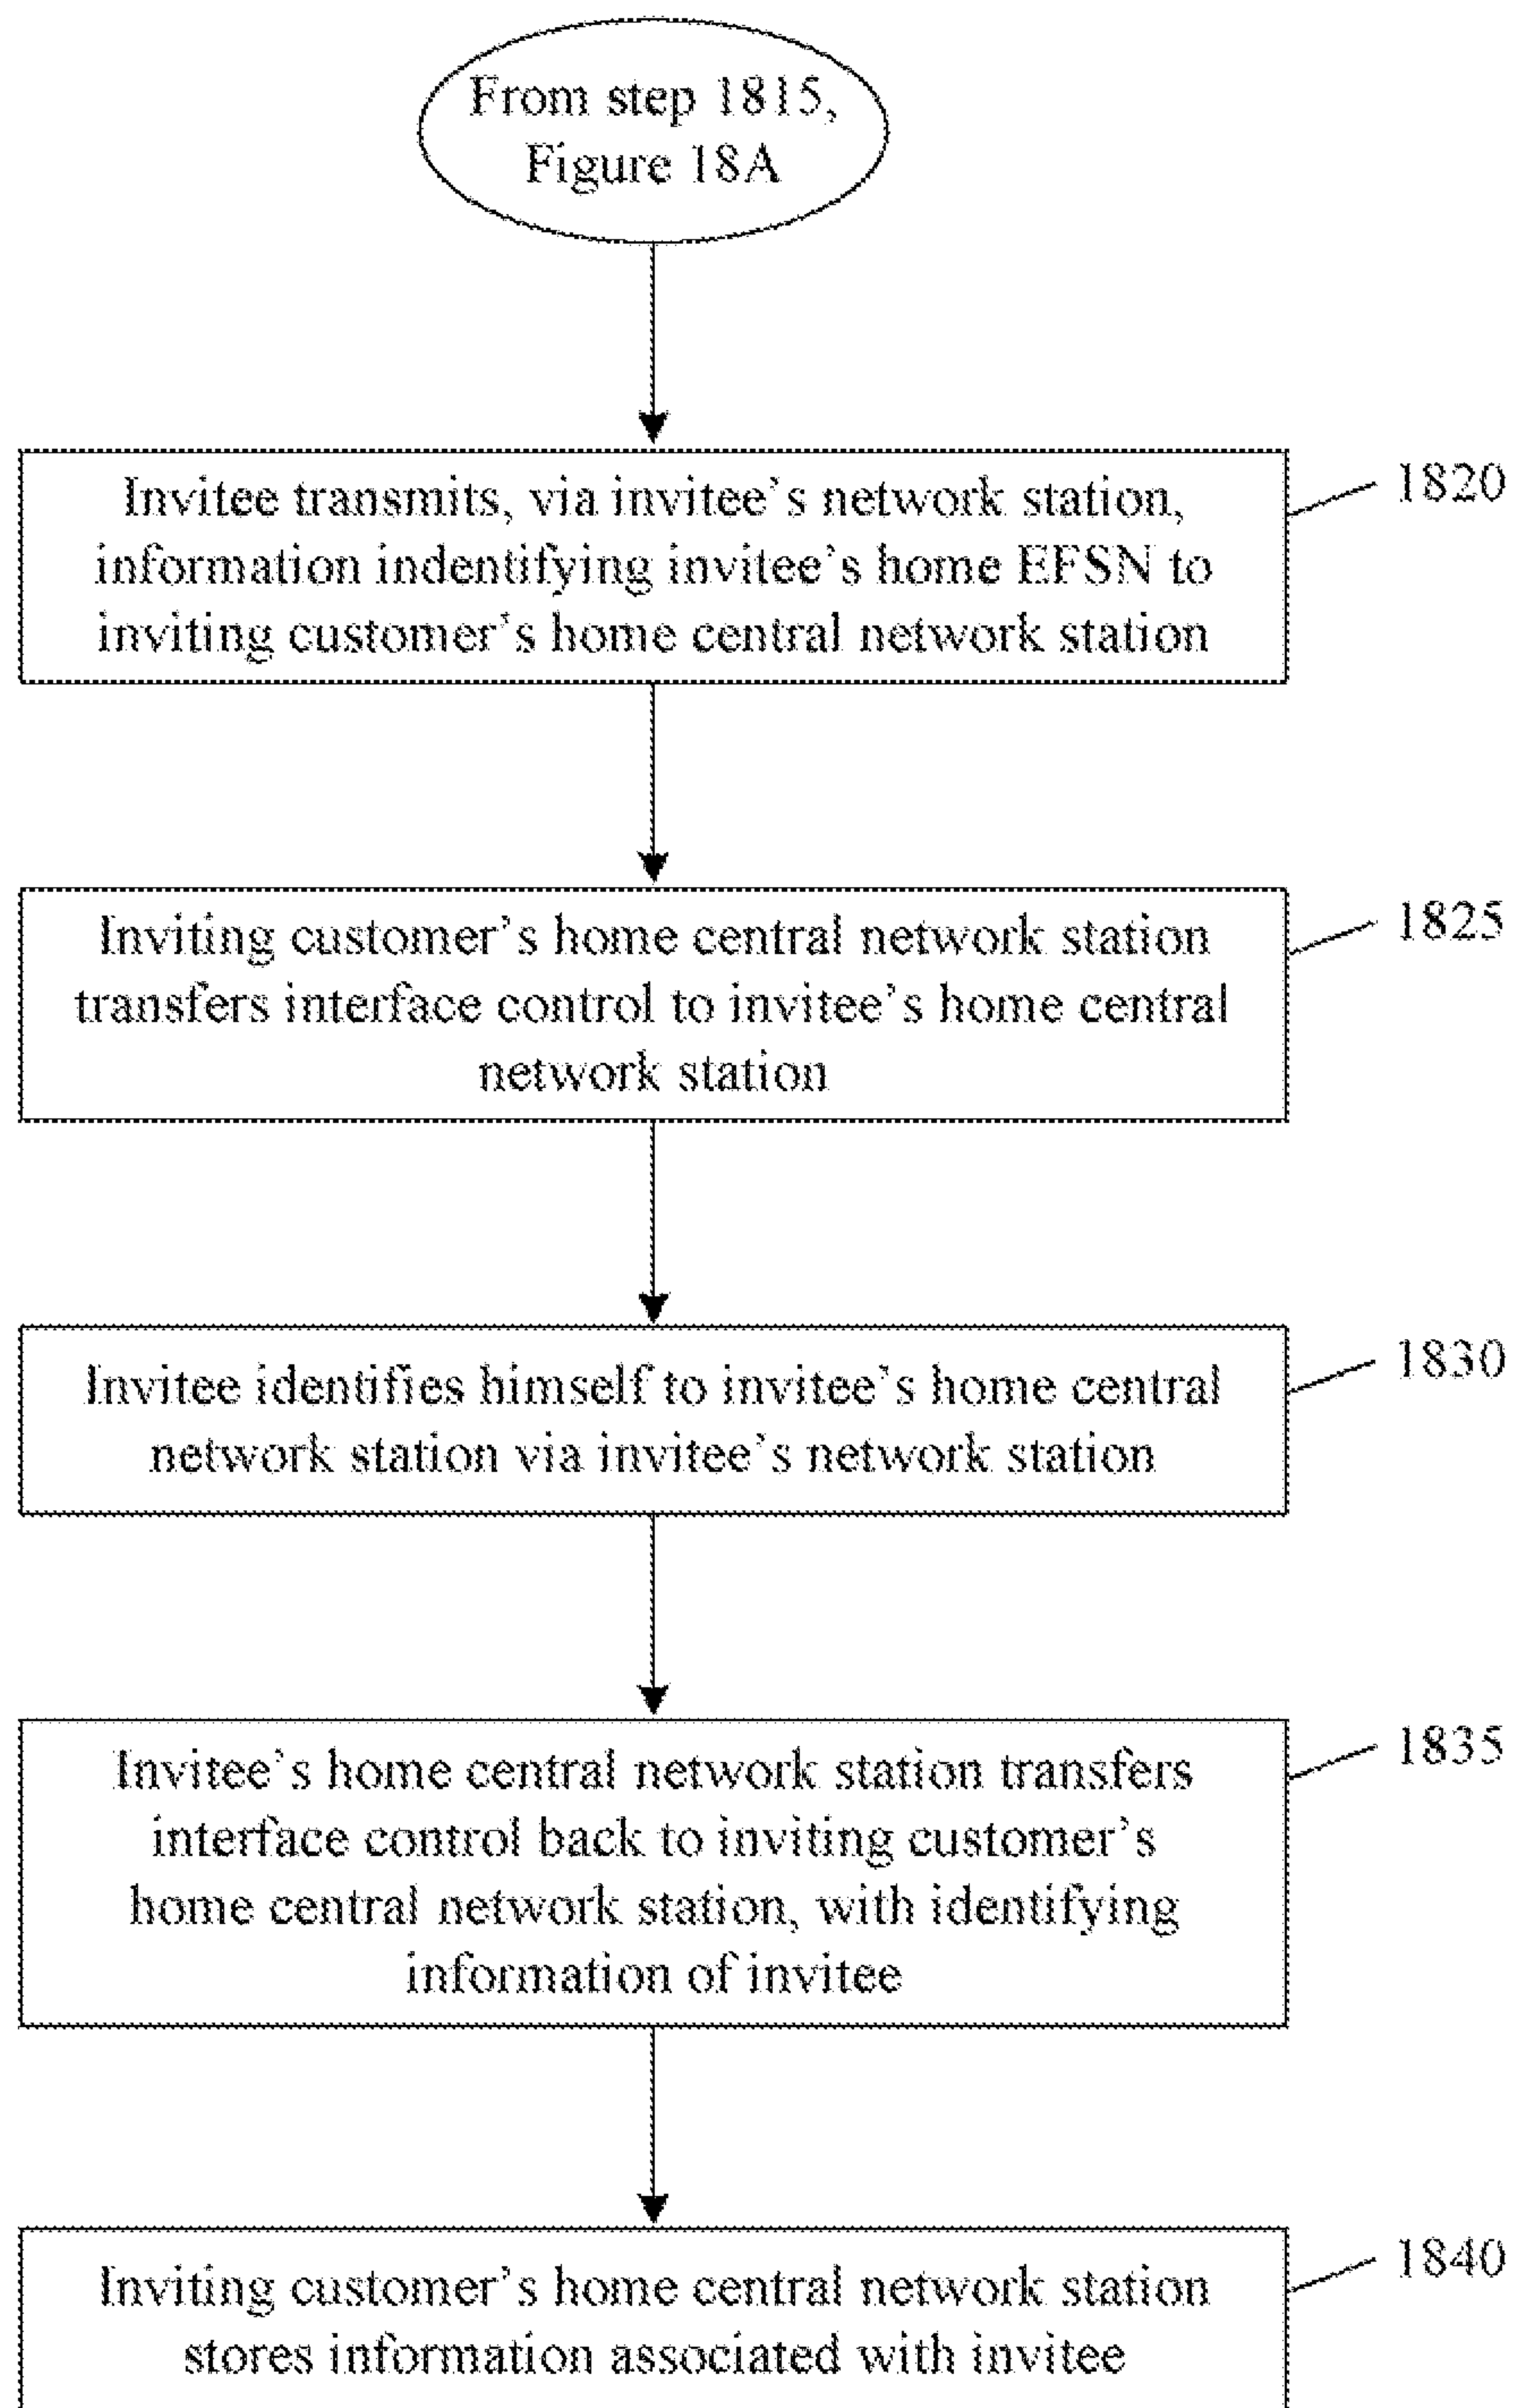 From step 1815,
Figure 18A
Invitee transmits, via invitee's network station,
information indentifying invitee's home EFSN to
inviting customer's home central network station
1820
Inviting customer's home central network station
transfers interface control to invitee's home central
network station
1825
Invitee identifies himself to invitee's home central
network station via invitee's network station
1830
Invitee's home central network station transfers
interface control back to inviting customer's
home central network station, with identifying
information of invitee
1835
Inviting customer's home central network station
stores information associated with invitee
1840